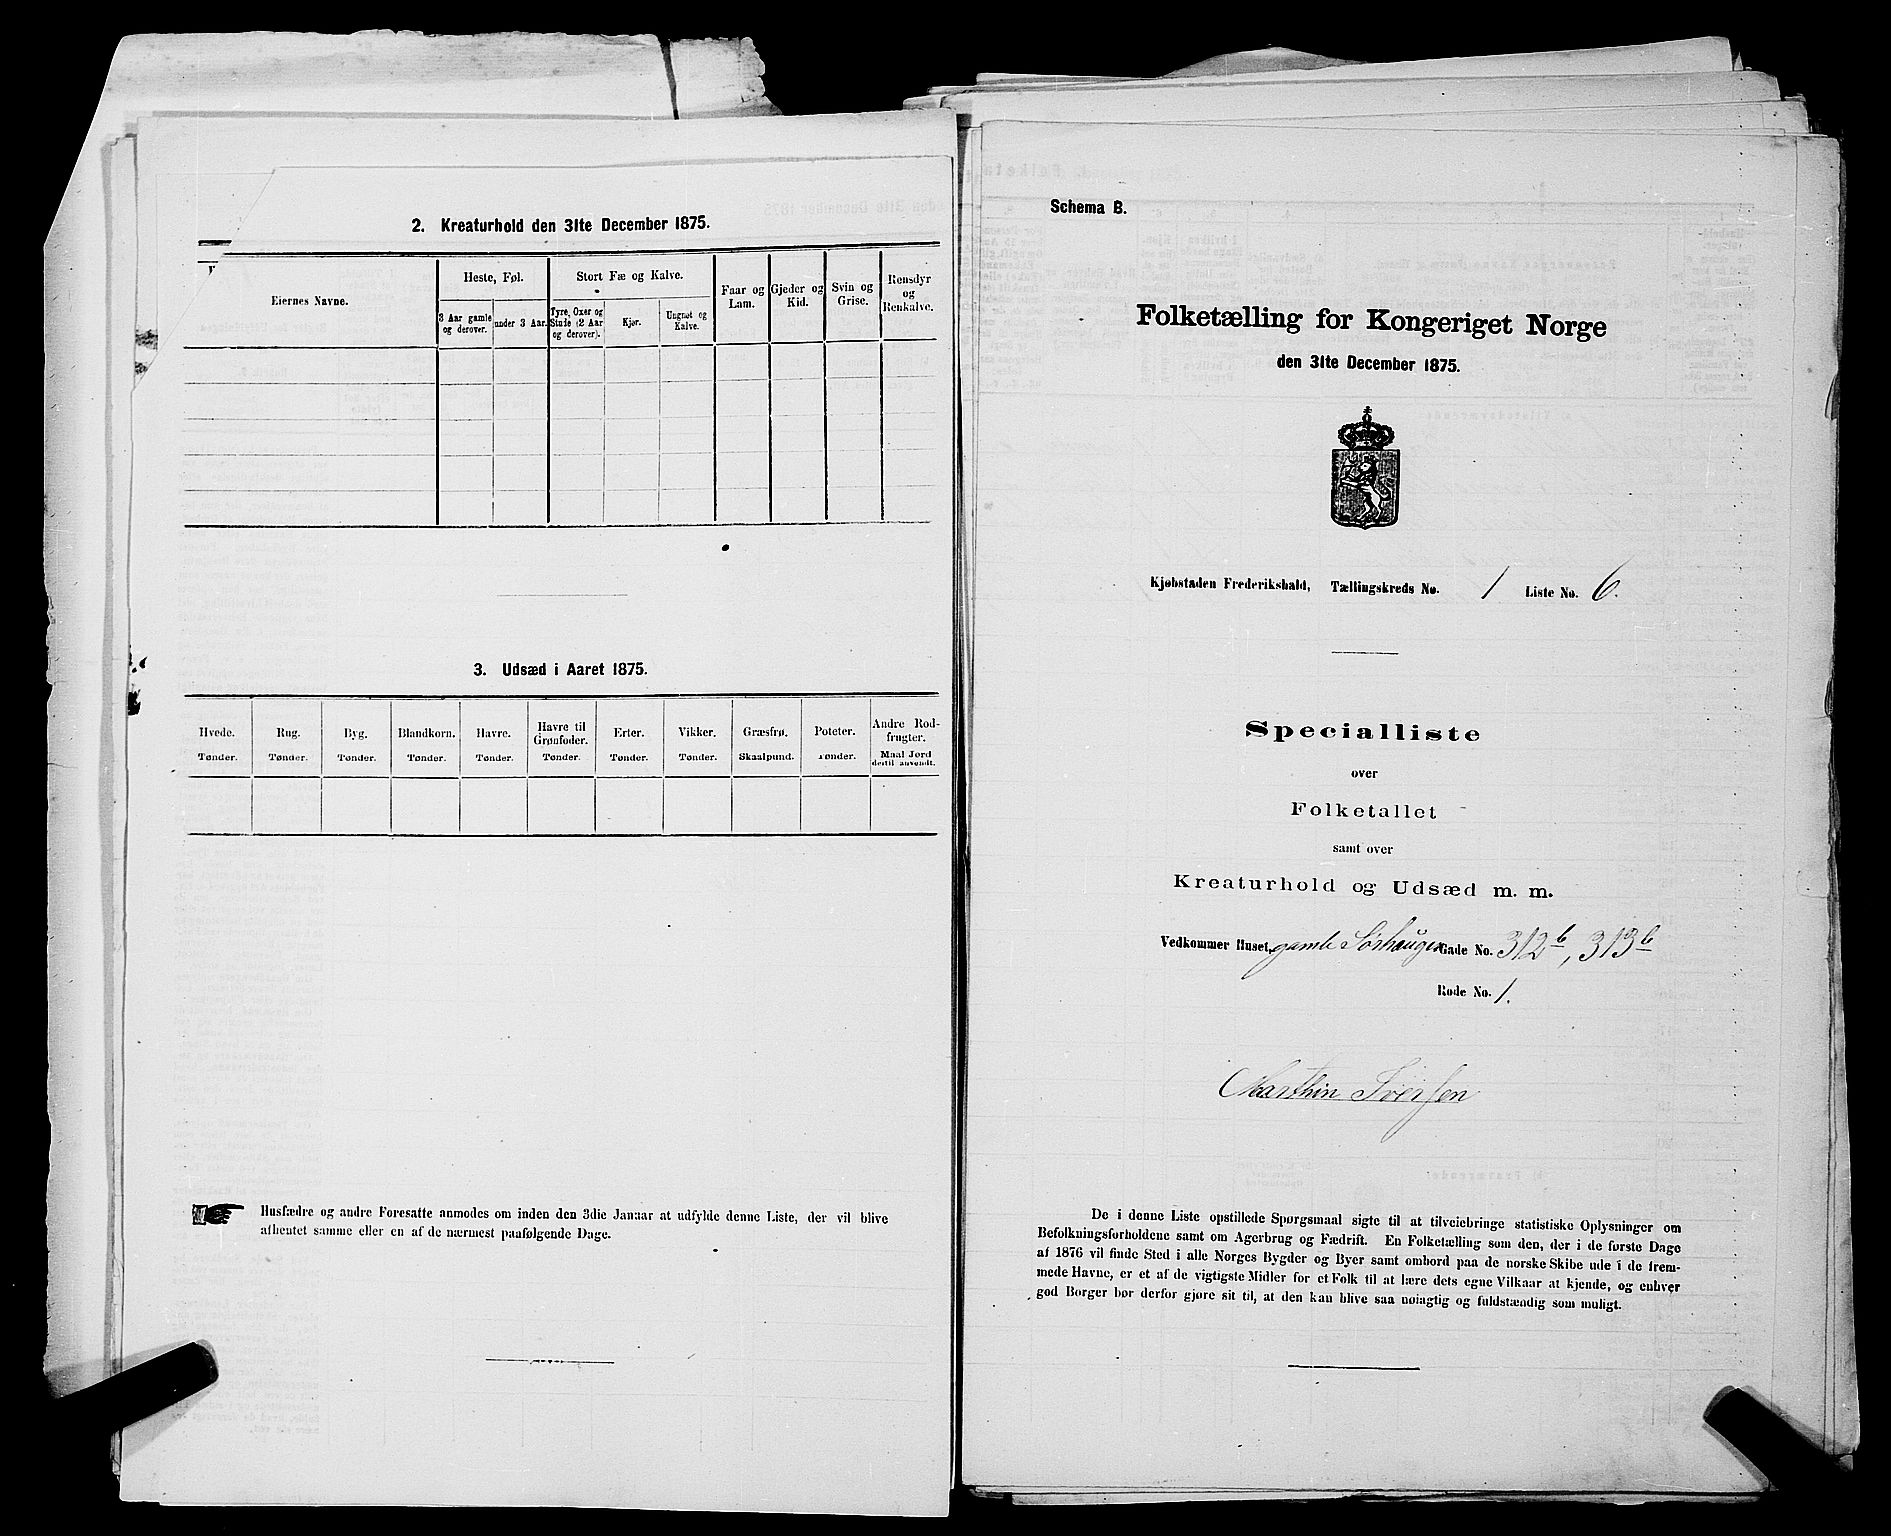 2. Kreaturhold den 31te December 1875.
Eiernes Navne.
Heste, Føl.
3 Aar gamle og derover.
under 3 Aar.
Stort Fæ og Kalve.
Tyre, Oxer og Stude (2 Aar og derover).
Kjør.
Ungnøt og Kalve.
Faar og Lam.
Gjeder og Kid.
Svin og Grise.
Rensdyr og Renkalve.
3. Udsæd i Aaret 1875.
Hvede. Rug. Byg. Blandkorn. Havre. Havre til Grønfoder. Erter. Vikker. Græsfrø. Poteter. Andre Rodfrugter.
Tønder. Tønder. Tønder. Tønder. Tønder. Tønder. Tønder. Tønder. Skaalpund. Tønder. Maal Jord dertil anvendt.
Husfædre og andre Foresatte anmodes om inden den 3die Januar at udfylde denne Liste, der vil blive
afhentet samme eller en af de nærmest paafølgende Dage.
Schema B.
Folketælling for Kongeriget Norge
den 31te December 1875.
Kjøbstaden Frederikshald, Tællingskreds No. 1 Liste No. 6.
Specialliste
over
Folketallet
samt over
Kreaturhold og Udsæd m. m.
Vedkommer Huset, gamle Sørhaugen Gade No. 312b, 313b
Rode No. 1.
Marthin Iversen
De i denne Liste opstillede Spørgsmaal sigte til at tilveiebringe statistiske Oplysninger om
Befolkningsforholdene samt om Agerbrug og Fædrift. En Folketælling som den, der i de første Dage
af 1876 vil finde Sted i alle Norges Bygder og Byer samt ombord paa de norske Skibe ude i de frem-
mede Havne, er et af de vigtigste Midler for et Folk til at lære dets egne Vilkaar at kjende, og enhver
god Borger bør derfor gjøre sit til, at den kan blive saa nøiagtig og fuldstændig som muligt.